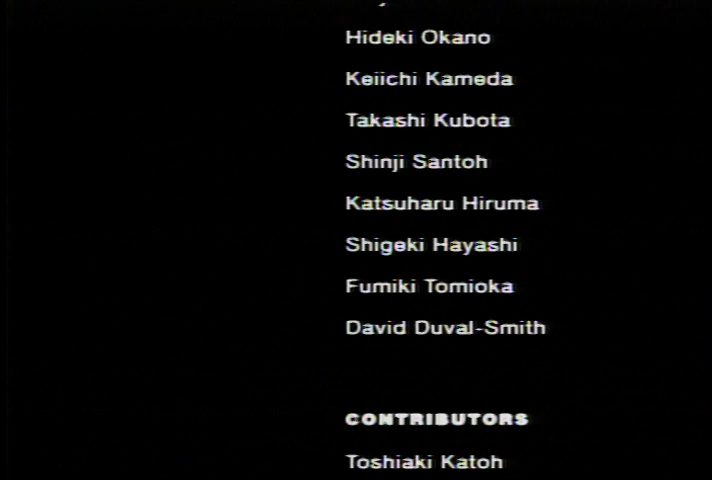 Hideki Okano
Keiichi Kameda
Takashi Kubota
Shinji Santoh
Katsuharu Hiruma
Shigeki Hayashi
Fumiki Tomioka
David Duval-Smith
CONTRIBUTORS
Toshiaki Katoh